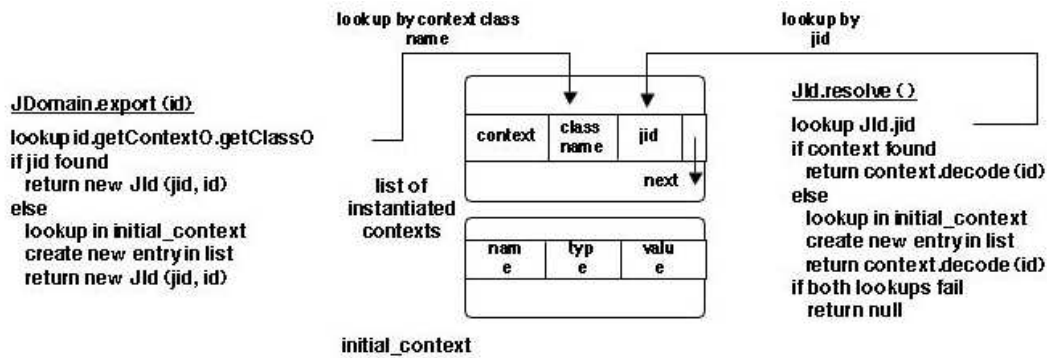 look up by context class
name
lookup by
jid
JDomain.export (id)
lookup id.getContextO.getClassO
if jid found
return new JId (jid, id)
else
lookup in initial_context
create new entry in list
return new JId (jid, id)
context
class
name
jid
next
list of
instantiated
contexts
nam
e
typ
e
valu
e
initial_context
JId.resolve ()
lookup JId.jid
if context found
return context.decode (id)
else
lookup in initial_context
create new entry in list
return context.decode (id)
if both lookups fail
return null